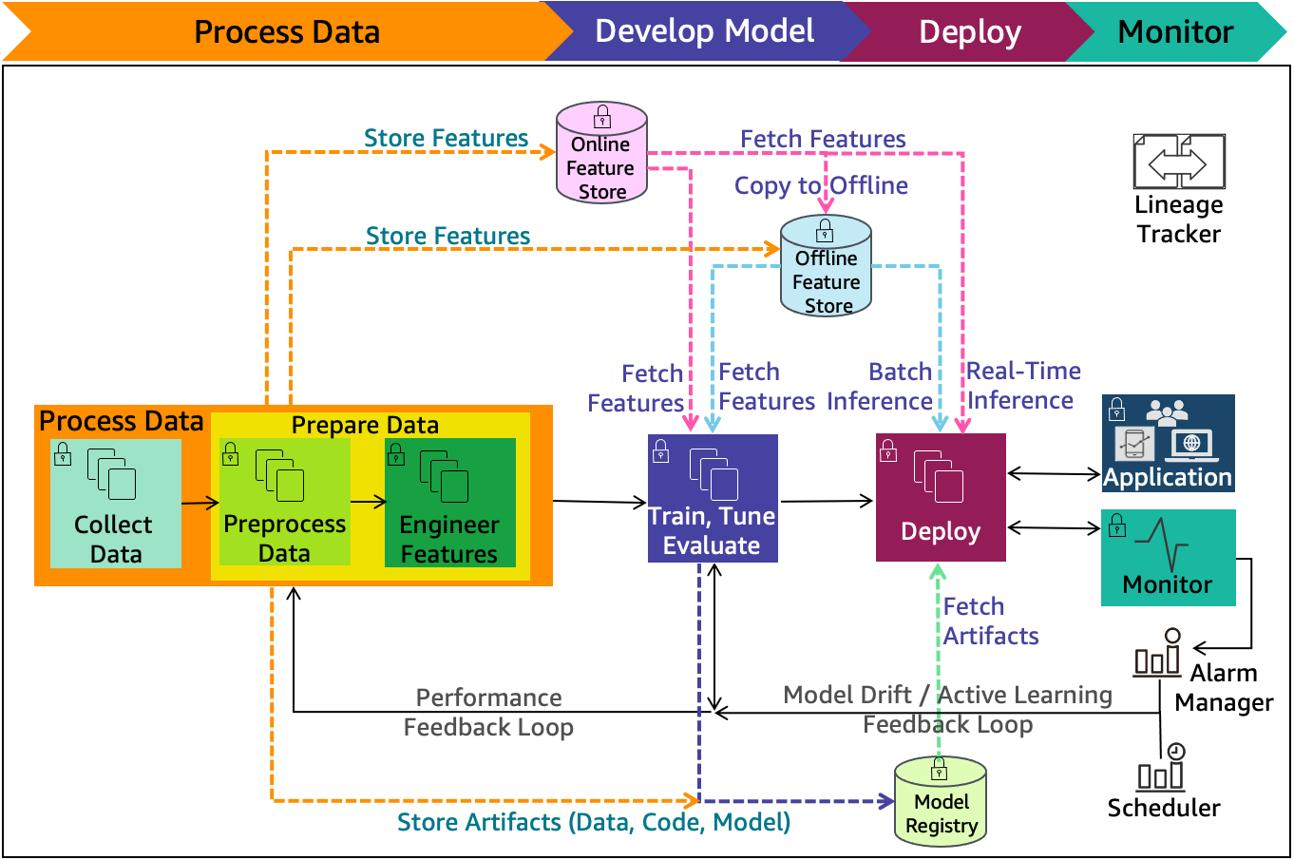 Process Data
Develop Model
Deploy
Monitor
Store Features
Online
Feature
Store
Fetch Features
Copy to Offline
Lineage
Tracker
Store Features
Offline
Feature
Store
Fetch
Features
Fetch
Features
Batch
Inference
Real-Time
Inference
Process Data
Prepare Data
Collect
Data
Preprocess
Data
Engineer
Features
Train, Tune
Evaluate
Deploy
Application
Monitor
Fetch
Artifacts
Alarm
Manager
Performance
Feedback Loop
Model Drift / Active Learning
Feedback Loop
Model
Registry
Scheduler
Store Artifacts (Data, Code, Model)